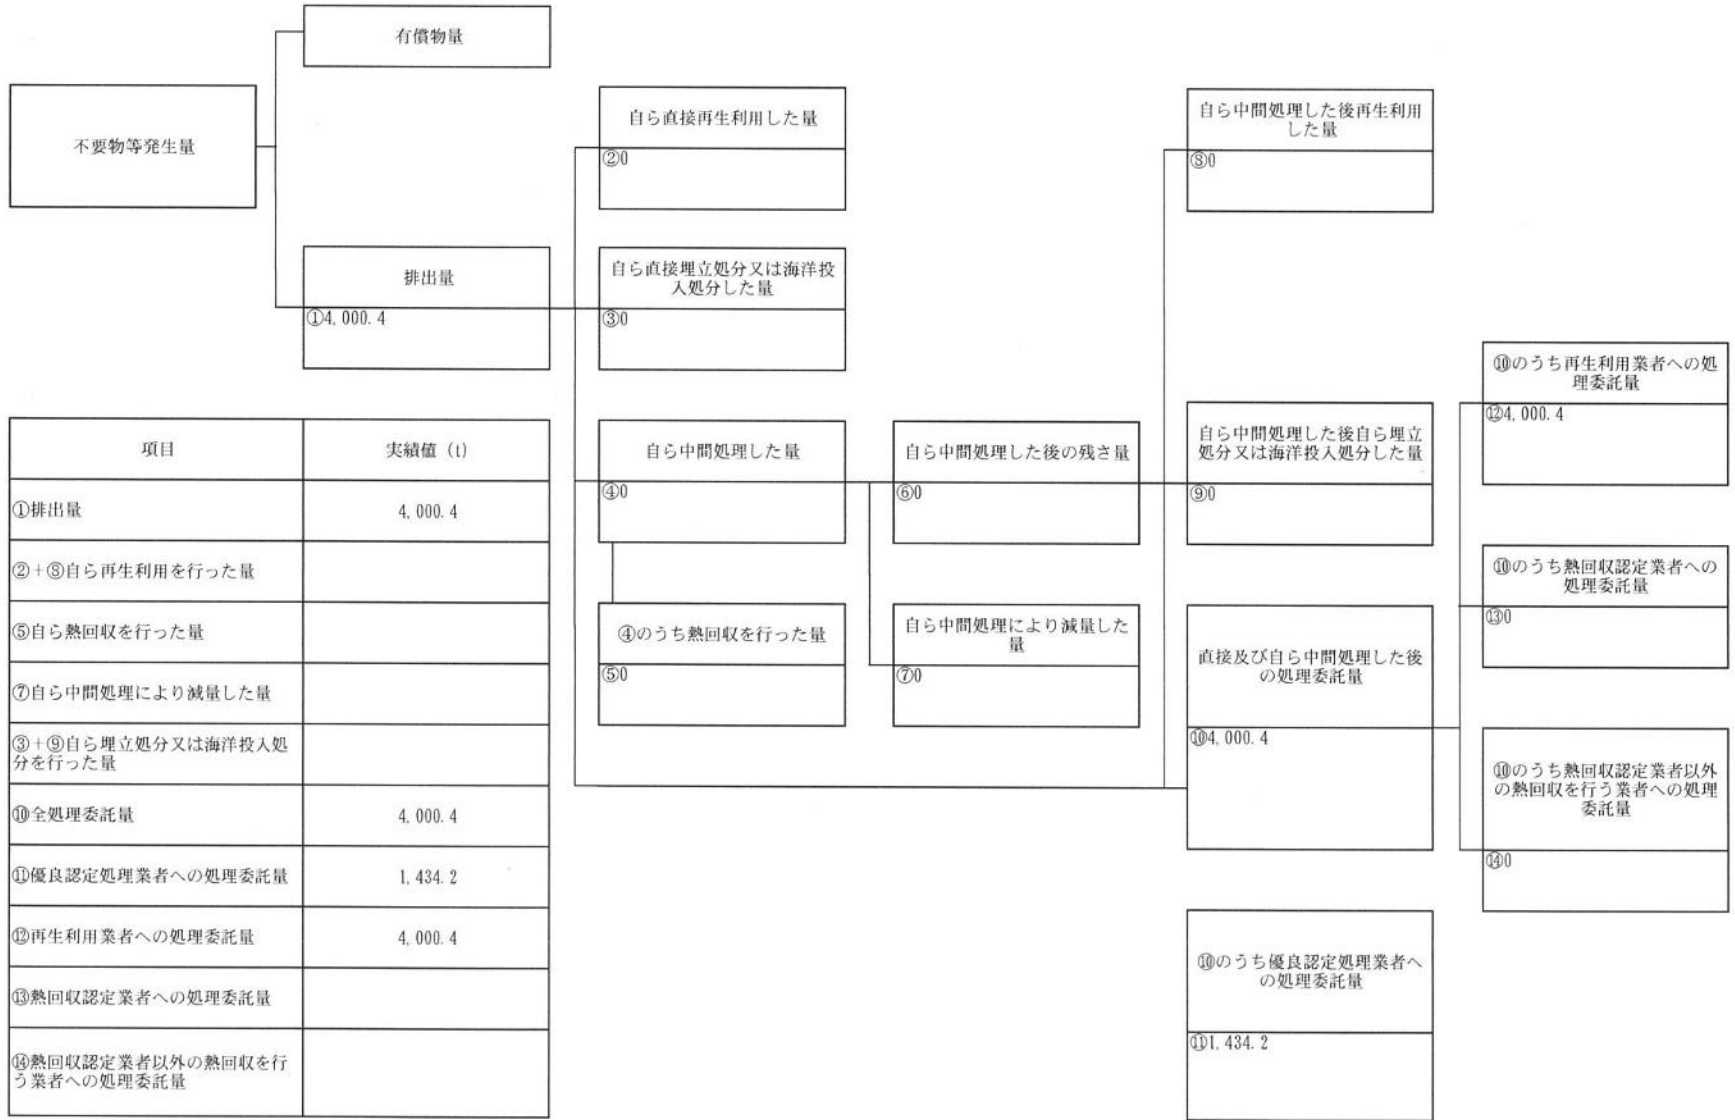 有償物量
不要物等発生量
排出量
①4,000.4
自ら直接再生利用した量
②0
自ら直接埋立処分又は海洋投
入処分した量
③0
自ら中間処理した量
④0
④のうち熱回収を行った量
⑤0
自ら中間処理した後の残さ量
⑥0
自ら中間処理により減量した
量
⑦0
自ら中間処理した後再生利用
した量
⑧0
自ら中間処理した後自ら埋立
処分又は海洋投入処分した量
⑨0
直接及び自ら中間処理した後
の処理委託量
⑩4,000.4
⑩のうち優良認定処理業者へ
の処理委託量
⑪1,434.2
⑩のうち再生利用業者への処
理委託量
⑫4,000.4
⑩のうち熱回収認定業者への
処理委託量
⑬0
⑩のうち熱回収認定業者以外
の熱回収を行う業者への処理
委託量
⑭0
項目 実績値 (t)
①排出量 4,000.4
②+⑧自ら再生利用を行った量
⑤自ら熱回収を行った量
⑦自ら中間処理により減量した量
③+⑨自ら埋立処分又は海洋投入処
分を行った量
⑩全処理委託量 4,000.4
⑪優良認定処理業者への処理委託量 1,434.2
⑫再生利用業者への処理委託量 4,000.4
⑬熱回収認定業者への処理委託量
⑭熱回収認定業者以外の熱回収を行
う業者への処理委託量